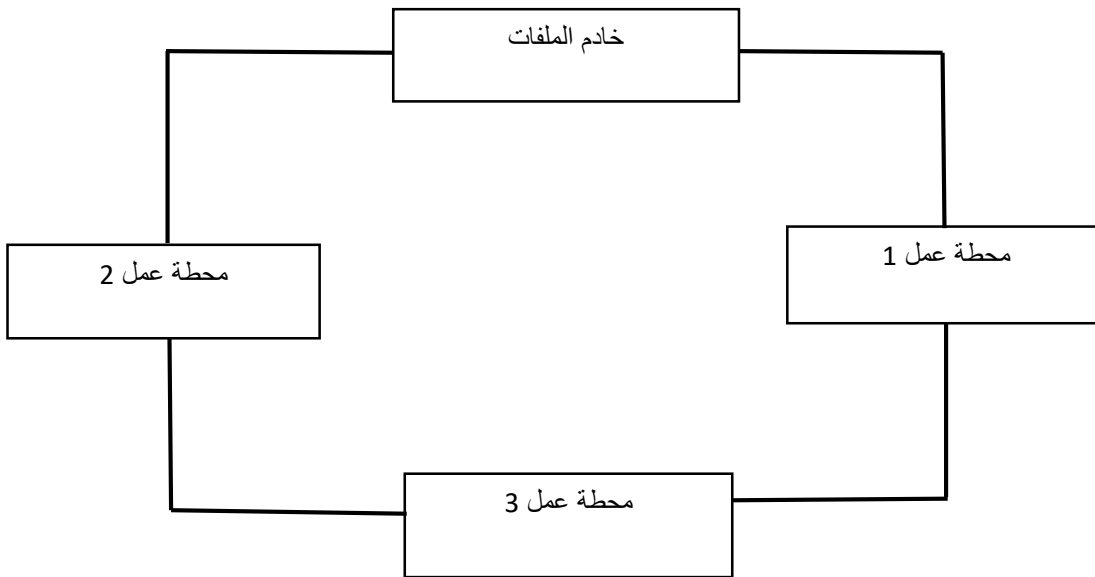 خادم الملفات
محطة عمل 1
محطة عمل 2
محطة عمل 3